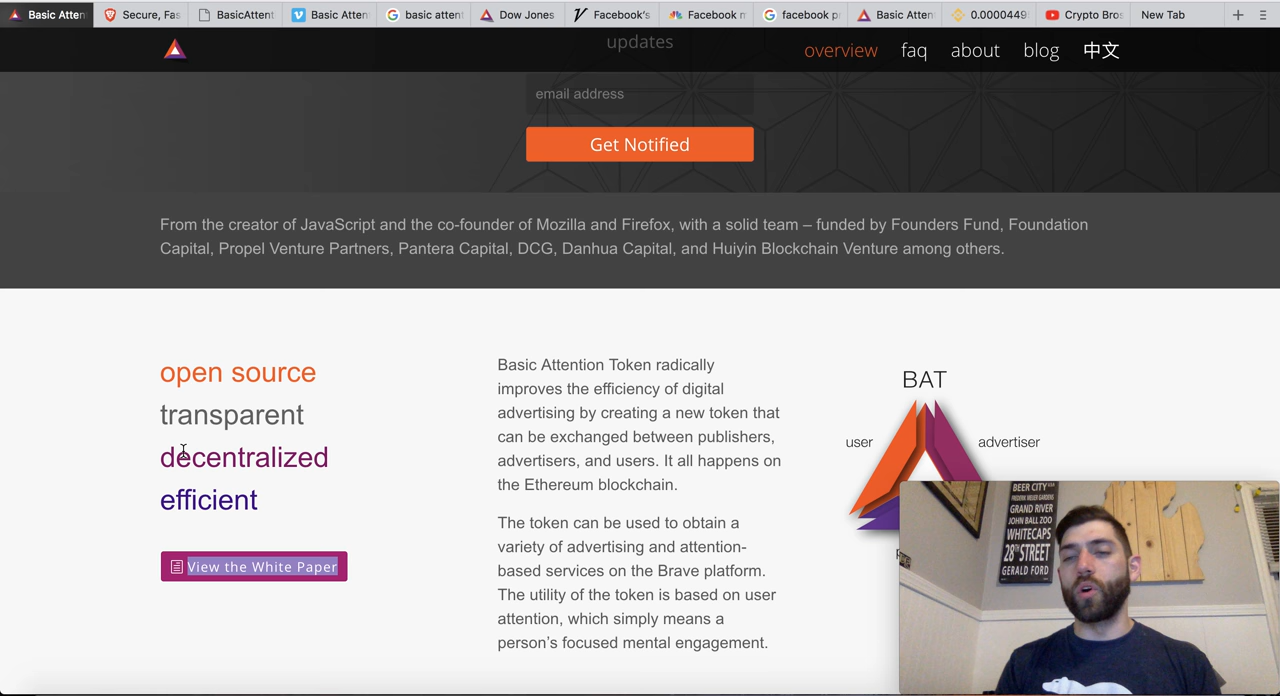 Basic Atten
Secure, Fas
BasicAttent
Basic Atten
basic attent
Dow Jones
Facebook's
Facebook n
facebook p
Basic Atten
0.0000449
Crypto Bros
New Tab
updates
overview faq about blog 中文
email address
Get Notified
From the creator of JavaScript and the co-founder of Mozilla and Firefox, with a solid team – funded by Founders Fund, Foundation
Capital, Propel Venture Partners, Pantera Capital, DCG, Danhua Capital, and Huiyin Blockchain Venture among others.
open source
transparent
decentralized
efficient
View the White Paper
Basic Attention Token radically
improves the efficiency of digital
advertising by creating a new token that
can be exchanged between publishers,
advertisers, and users. It all happens on
the Ethereum blockchain.
The token can be used to obtain a
variety of advertising and attention-
based services on the Brave platform.
The utility of the token is based on user
attention, which simply means a
person's focused mental engagement.
BAT
user
advertiser
BEER CITY
GRAND RIVER
JOHN BALL ZOO
WHITECAPS
28TH STREET
GERALD FORD